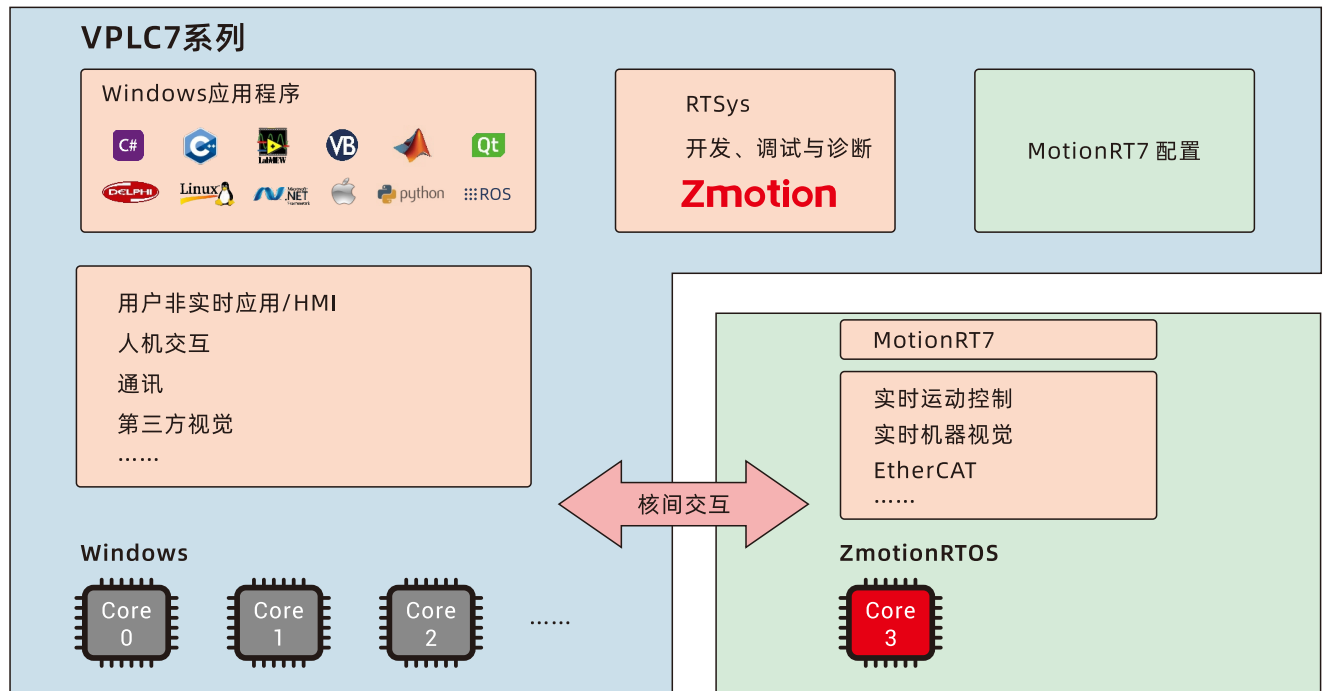 VPLC7系列
Windows应用程序
C#
C
LabVIEW
VB
Qt
DELPHI
Linux
Microsoft
.NET
Framework
python
ROS
RTSys
开发、调试与诊断
Zmotion
MotionRT7 配置
用户非实时应用/HMI
人机交互
通讯
第三方视觉
……
MotionRT7
实时运动控制
实时机器视觉
EtherCAT
……
核间交互
Windows
Core
0
Core
1
Core
2
……
ZmotionRTOS
Core
3